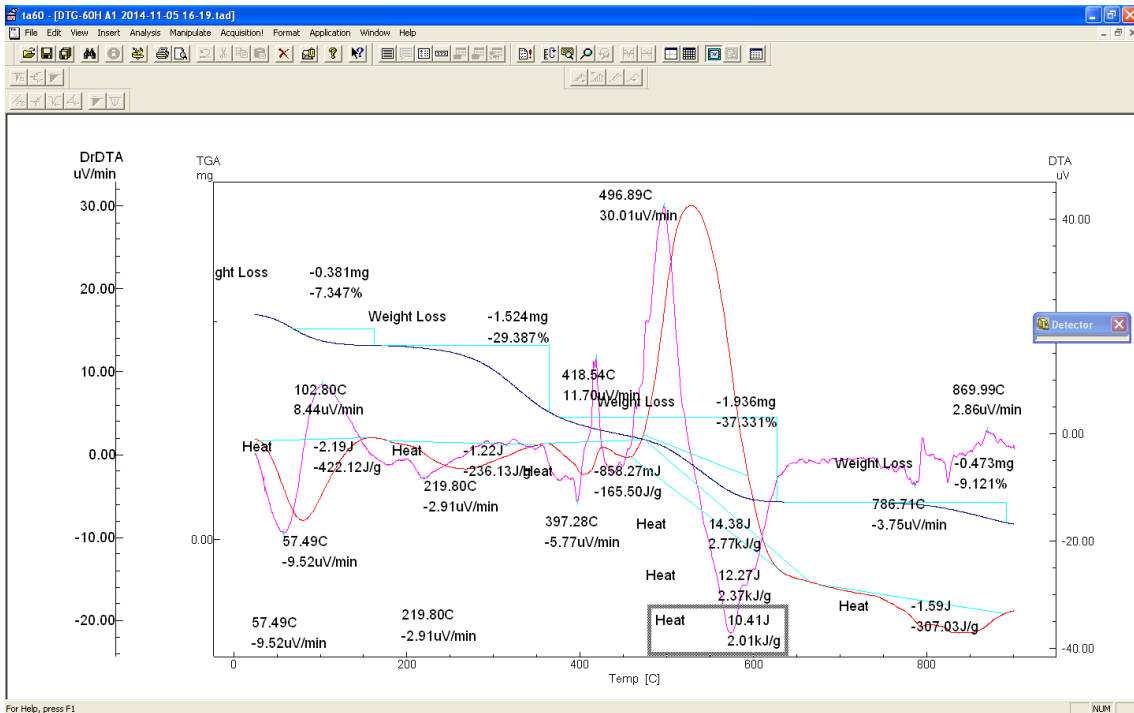 ta60 - [DTG-60H A1 2014-11-05 16-19.tad]
File Edit View Insert Analysis Manipulate Acquisition! Format Application Window Help
DrDTA
uV/min
TGA
mg
DTA
uV
30.00
20.00
10.00
0.00
-10.00
-20.00
0.00
40.00
20.00
0.00
-20.00
-40.00
496.89C
30.01uV/min
ght Loss -0.381mg
-7.347%
Weight Loss -1.524mg
-29.387%
Detector
418.54C
11.70uV/min
Weight Loss -1.936mg
-37.331%
102.80C
8.44uV/min
869.99C
2.86uV/min
Heat -2.19J
-422.12J/g
Heat -1.22J
-236.13J/g
Heat -858.27mJ
-165.50J/g
Weight Loss -0.473mg
-9.121%
219.80C
-2.91uV/min
397.28C
-5.77uV/min
786.71C
-3.75uV/min
57.49C
-9.52uV/min
Heat 14.38J
2.77kJ/g
Heat 12.27J
2.37kJ/g
Heat 10.41J
2.01kJ/g
Heat -1.59J
-307.03J/g
57.49C
-9.52uV/min
219.80C
-2.91uV/min
0 200 400 600 800
Temp [C]
For Help, press F1
NUM